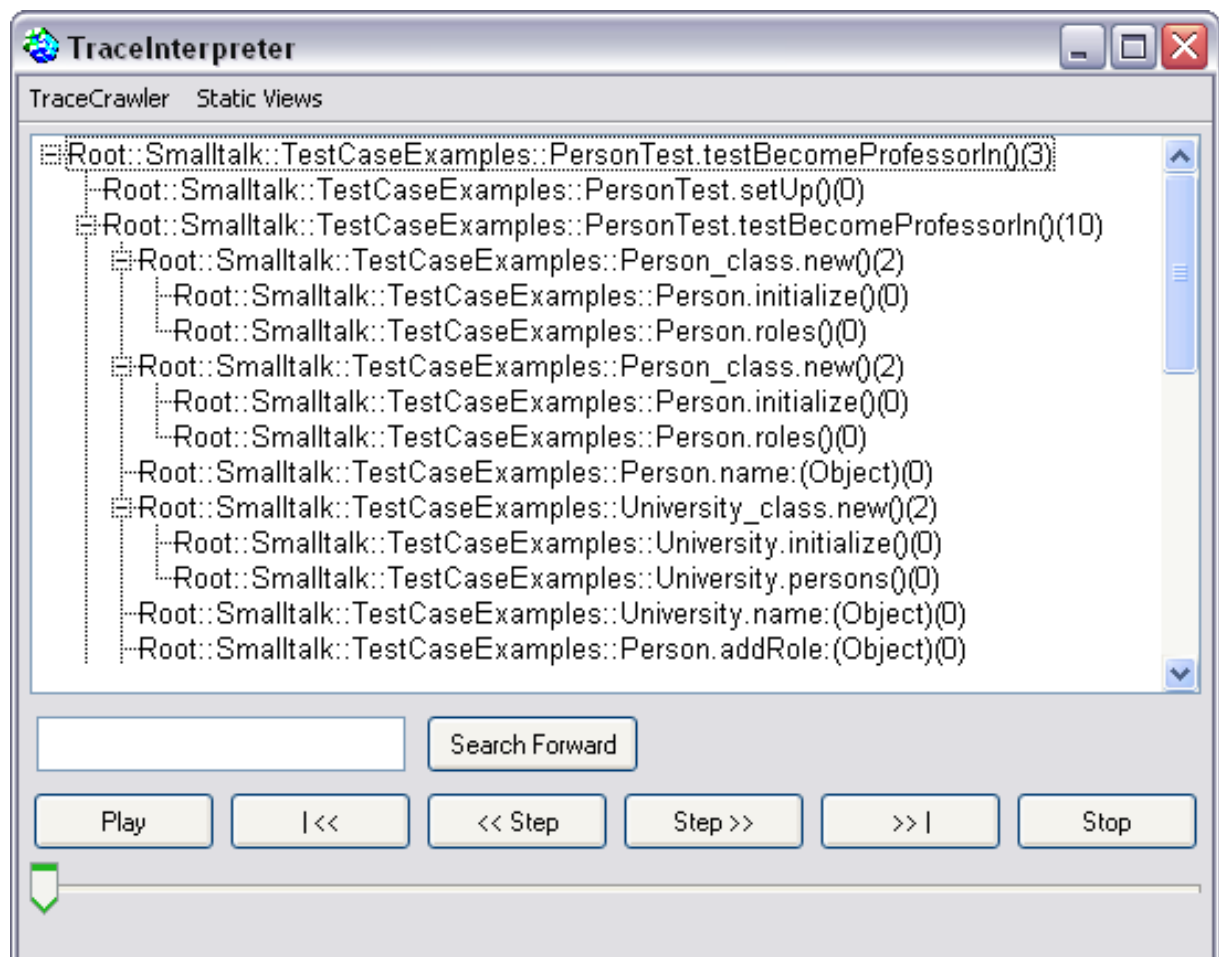 TraceInterpreter
TraceCrawler Static Views
Root::Smalltalk::TestCaseExamples::PersonTest.testBecomeProfessorIn()(3)
Root::Smalltalk::TestCaseExamples::PersonTest.setUp()(0)
Root::Smalltalk::TestCaseExamples::PersonTest.testBecomeProfessorIn()(10)
Root::Smalltalk::TestCaseExamples::Person_class.new()(2)
Root::Smalltalk::TestCaseExamples::Person.initialize()(0)
Root::Smalltalk::TestCaseExamples::Person.roles()(0)
Root::Smalltalk::TestCaseExamples::Person_class.new()(2)
Root::Smalltalk::TestCaseExamples::Person.initialize()(0)
Root::Smalltalk::TestCaseExamples::Person.roles()(0)
Root::Smalltalk::TestCaseExamples::Person.name:(Object)(0)
Root::Smalltalk::TestCaseExamples::University_class.new()(2)
Root::Smalltalk::TestCaseExamples::University.initialize()(0)
Root::Smalltalk::TestCaseExamples::University.persons()(0)
Root::Smalltalk::TestCaseExamples::University.name:(Object)(0)
Root::Smalltalk::TestCaseExamples::Person.addRole:(Object)(0)
Search Forward
Play |<< << Step Step >> >>| Stop